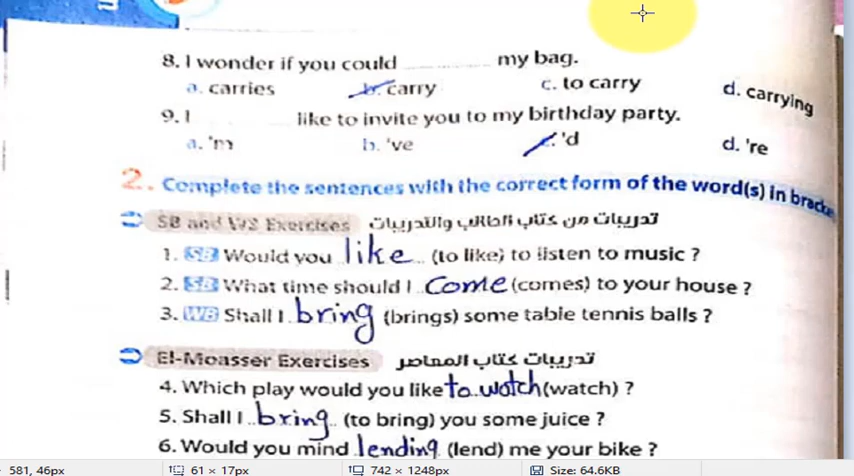 8. I wonder if you could ............ my bag.
a. carries b. carry c. to carry d. carrying
9. I ............ like to invite you to my birthday party.
a. 'm b. 've c. 'd d. 're
2. Complete the sentences with the correct form of the word(s) in bracke
SB and WB Exercises تدريبات من كتاب الطالب والتدريبات
1. SB Would you like (to like) to listen to music ?
2. SB What time should I come (comes) to your house ?
3. WB Shall I bring (brings) some table tennis balls ?
El-Moasser Exercises تدريبات كتاب المعاصر
4. Which play would you like to watch (watch) ?
5. Shall I bring (to bring) you some juice ?
6. Would you mind lending (lend) me your bike ?
581, 46px 61 × 17px 742 × 1248px Size: 64.6KB